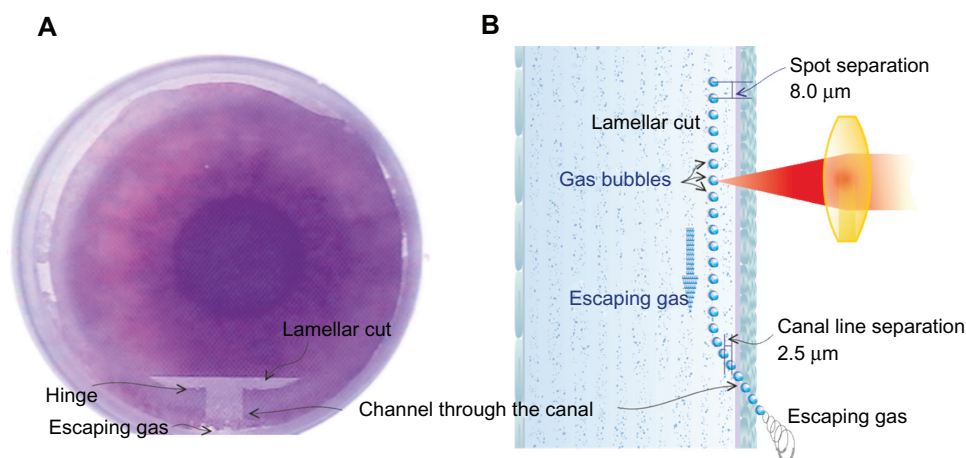 A
Lamellar cut
Hinge
Channel through the canal
Escaping gas
B
Spot separation
8.0 μm
Lamellar cut
Gas bubbles
Escaping gas
Canal line separation
2.5 μm
Escaping gas